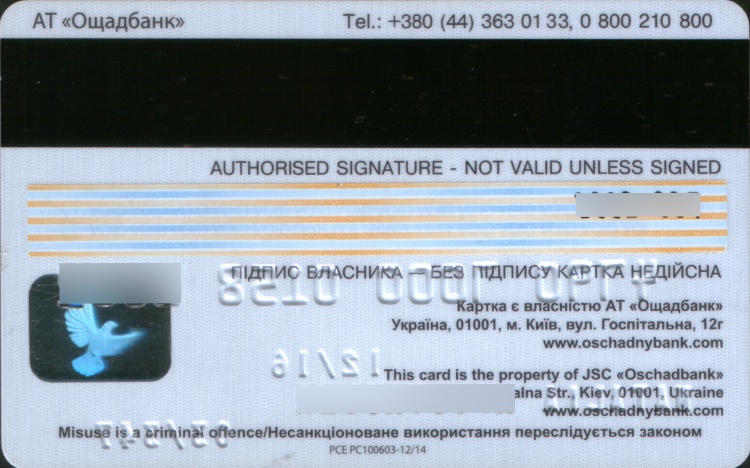 АТ «Ощадбанк» Tel.: +380 (44) 363 01 33, 0 800 210 800
AUTHORISED SIGNATURE - NOT VALID UNLESS SIGNED
ПІДПИС ВЛАСНИКА — БЕЗ ПІДПИСУ КАРТКА НЕДІЙСНА
Картка є власністю АТ «Ощадбанк»
Україна, 01001, м. Київ, вул. Госпітальна, 12г
www.oschadnybank.com
This card is the property of JSC «Oschadbank»
Str., Kiev, 01001, Ukraine
www.oschadnybank.com
Misuse is a criminal offence/Несанкціоноване використання переслідується законом
PCE PC100603-12/14